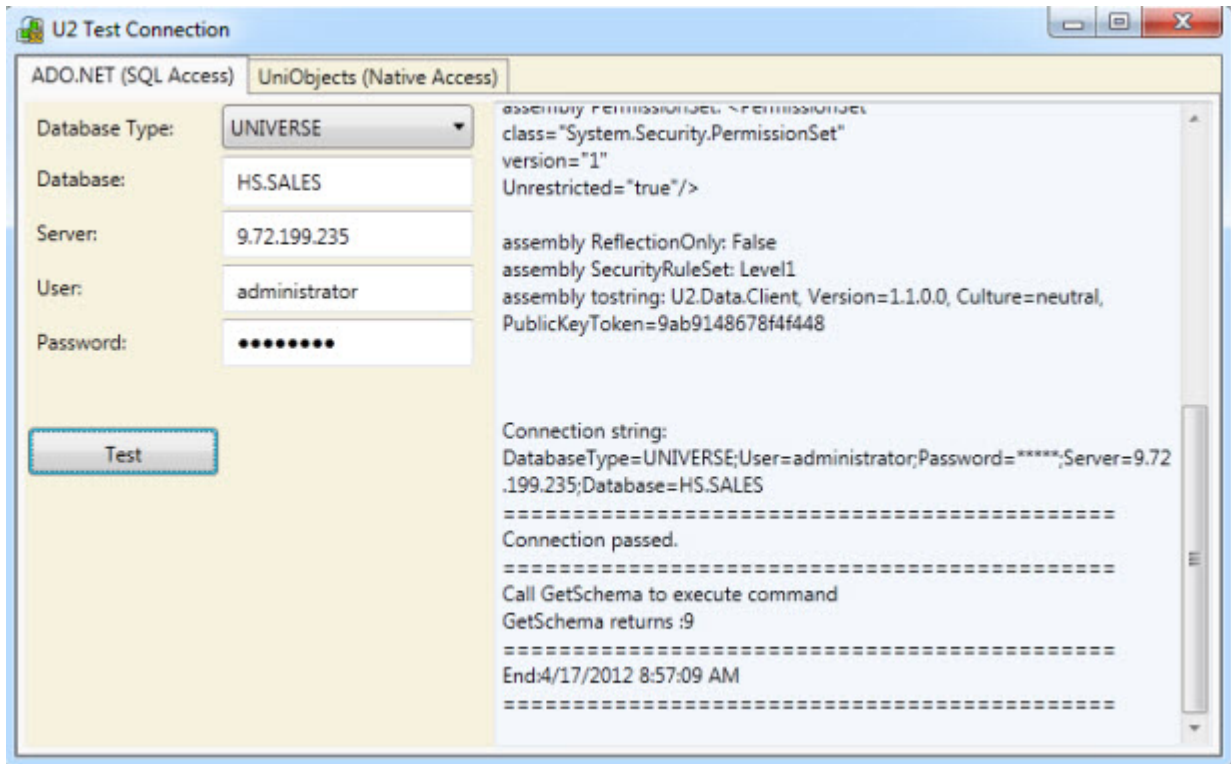 U2 Test Connection
ADO.NET (SQL Access) UniObjects (Native Access)
Database Type: UNIVERSE
Database: HS.SALES
Server: 9.72.199.235
User: administrator
Password: ●●●●●●●●
Test
assembly PermissionSet: <PermissionSet
class="System.Security.PermissionSet"
version="1"
Unrestricted="true"/>
assembly ReflectionOnly: False
assembly SecurityRuleSet: Level1
assembly tostring: U2.Data.Client, Version=1.1.0.0, Culture=neutral,
PublicKeyToken=9ab9148678f4f448
Connection string:
DatabaseType=UNIVERSE;User=administrator;Password=*****;Server=9.72
.199.235;Database=HS.SALES
============================================
Connection passed.
============================================
Call GetSchema to execute command
GetSchema returns :9
============================================
End:4/17/2012 8:57:09 AM
============================================